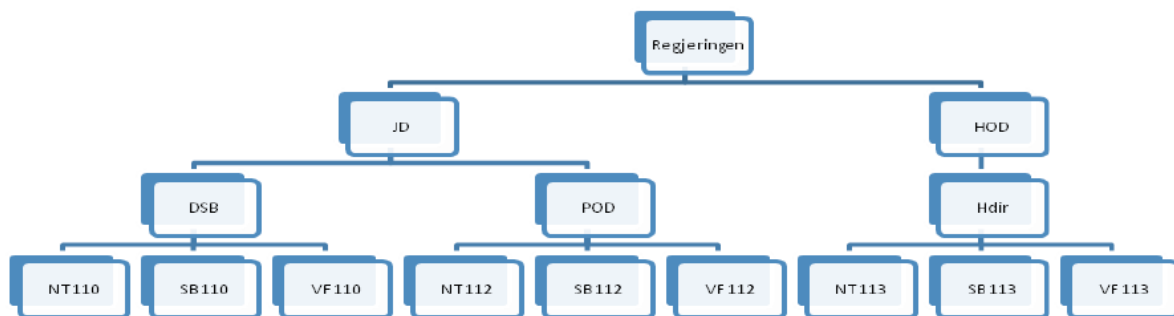 Regjeringen
JD
HOD
DSB
POD
Hdir
NT110
SB110
VF110
NT112
SB112
VF112
NT113
SB113
VF113